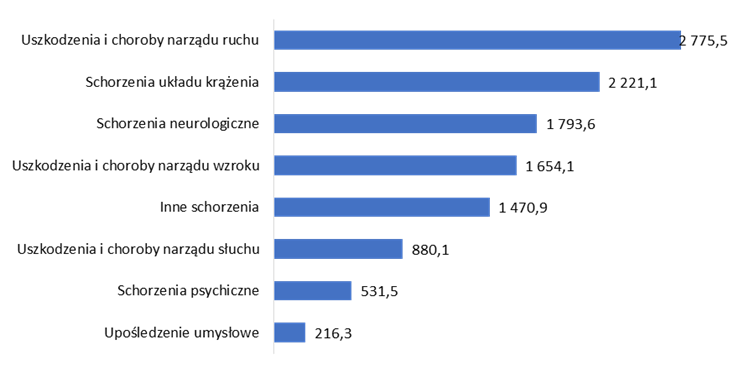 Uszkodzenia i choroby narządu ruchu 2 775,5
Schorzenia układu krążenia 2 221,1
Schorzenia neurologiczne 1 793,6
Uszkodzenia i choroby narządu wzroku 1 654,1
Inne schorzenia 1 470,9
Uszkodzenia i choroby narządu słuchu 880,1
Schorzenia psychiczne 531,5
Upośledzenie umysłowe 216,3